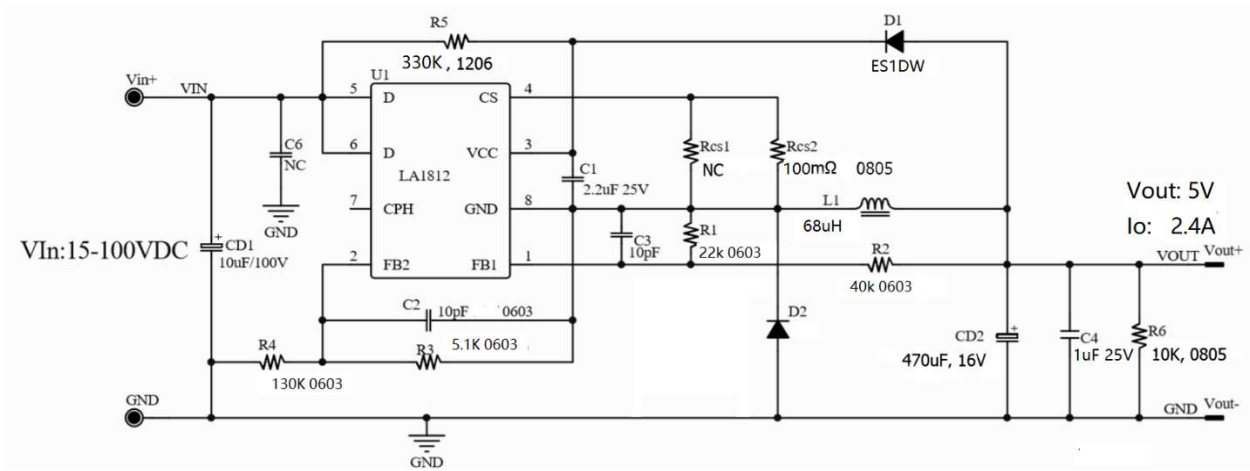 R5
330K , 1206
D1
ES1DW
Vin+
VIN
U1
5
D
CS
4
6
D
VCC
3
LA1812
7
CPH
GND
8
2
FB2
FB1
1
C6
NC
GND
Rcs1
NC
Rcs2
100mΩ 0805
C1
2.2uF 25V
L1
68uH
Vout: 5V
Io: 2.4A
VIn:15-100VDC
+
CD1
10uF/100V
C3
10pF
R1
22k 0603
R2
40k 0603
VOUT
Vout+
C2
10pF 0603
R4
130K 0603
R3
5.1K 0603
D2
CD2
+
470uF, 16V
C4
1uF 25V
R6
10K, 0805
GND
GND
GND
Vout-